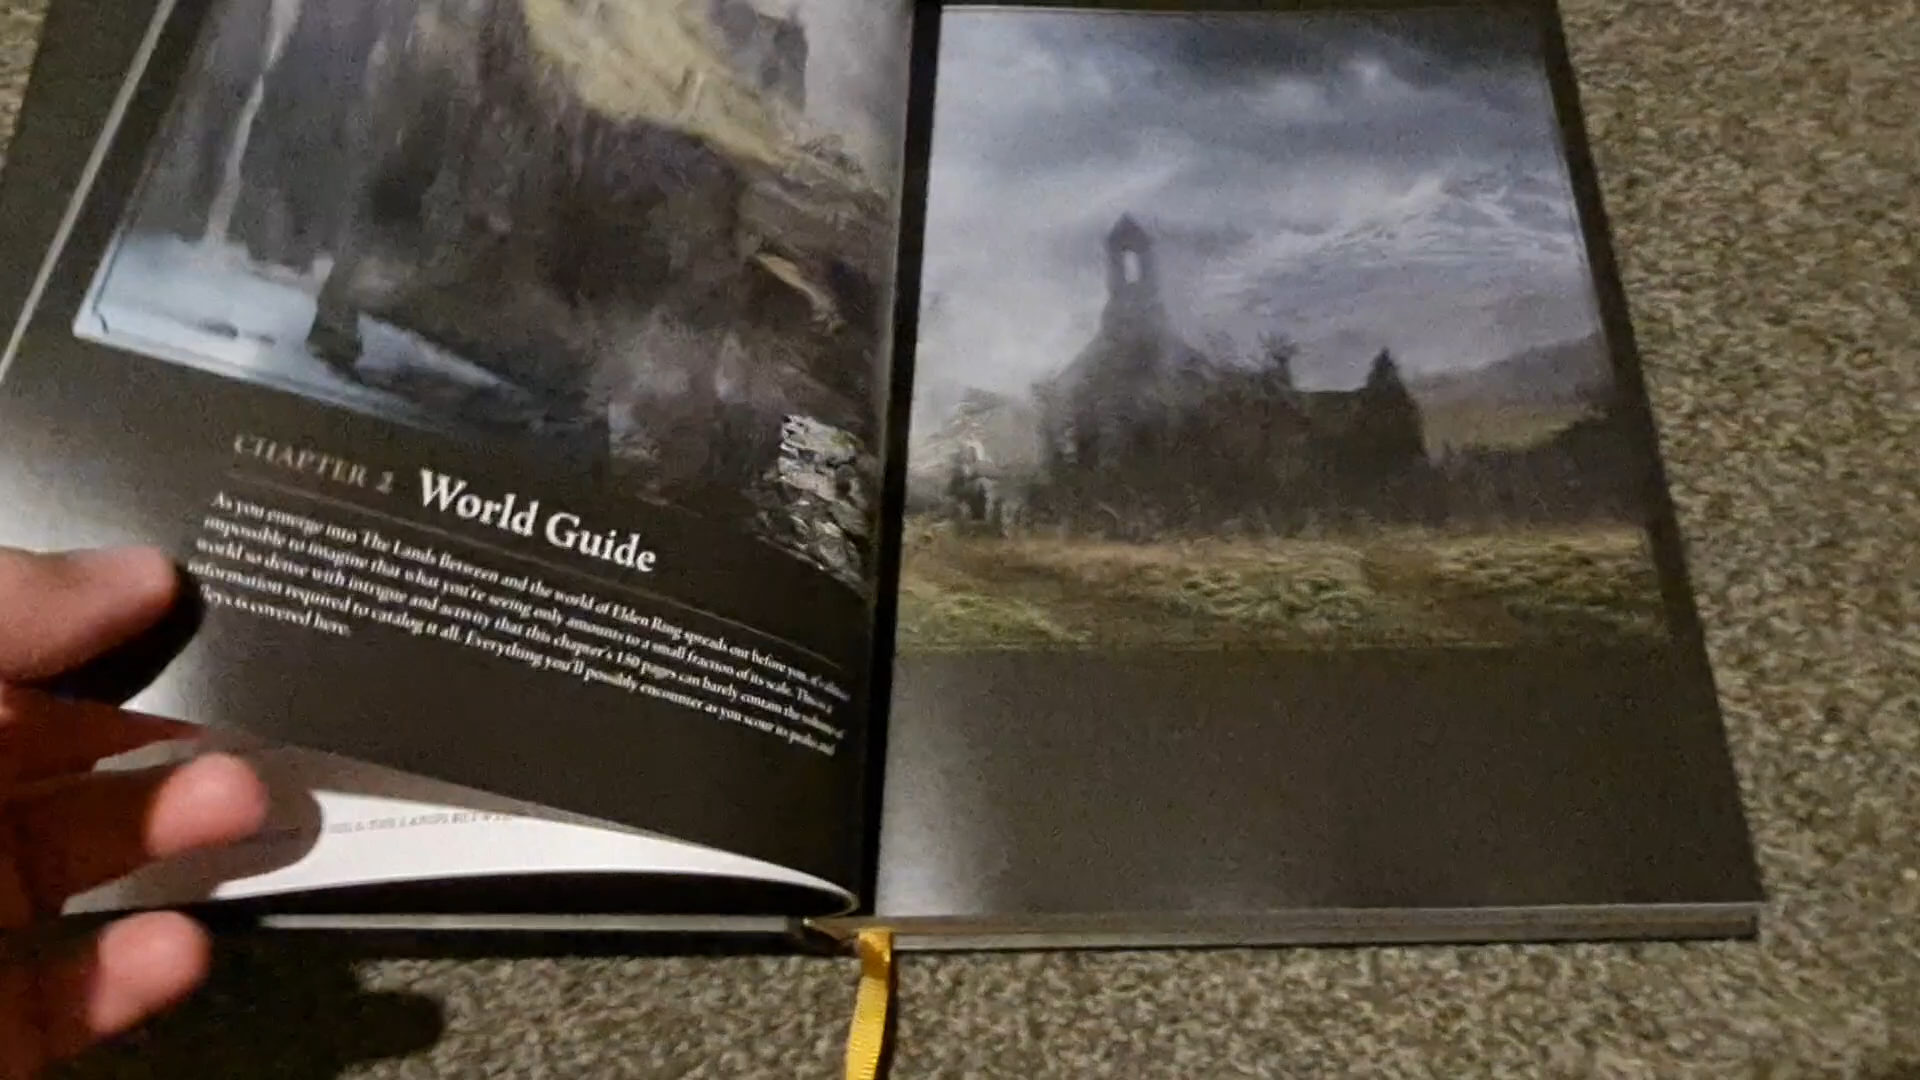 CHAPTER 2 World Guide
As you emerge into The Lands Between and the world of Elden Ring spreads out before you, it's
impossible to imagine that what you're seeing only amounts to a small fraction of its scale. This is a
world so dense with intrigue and activity that this chapter's 150 pages can barely contain the volume of
information required to catalog it all. Everything you'll possibly encounter as you scour its peaks and
is covered here.
THE LANDS BETWEEN